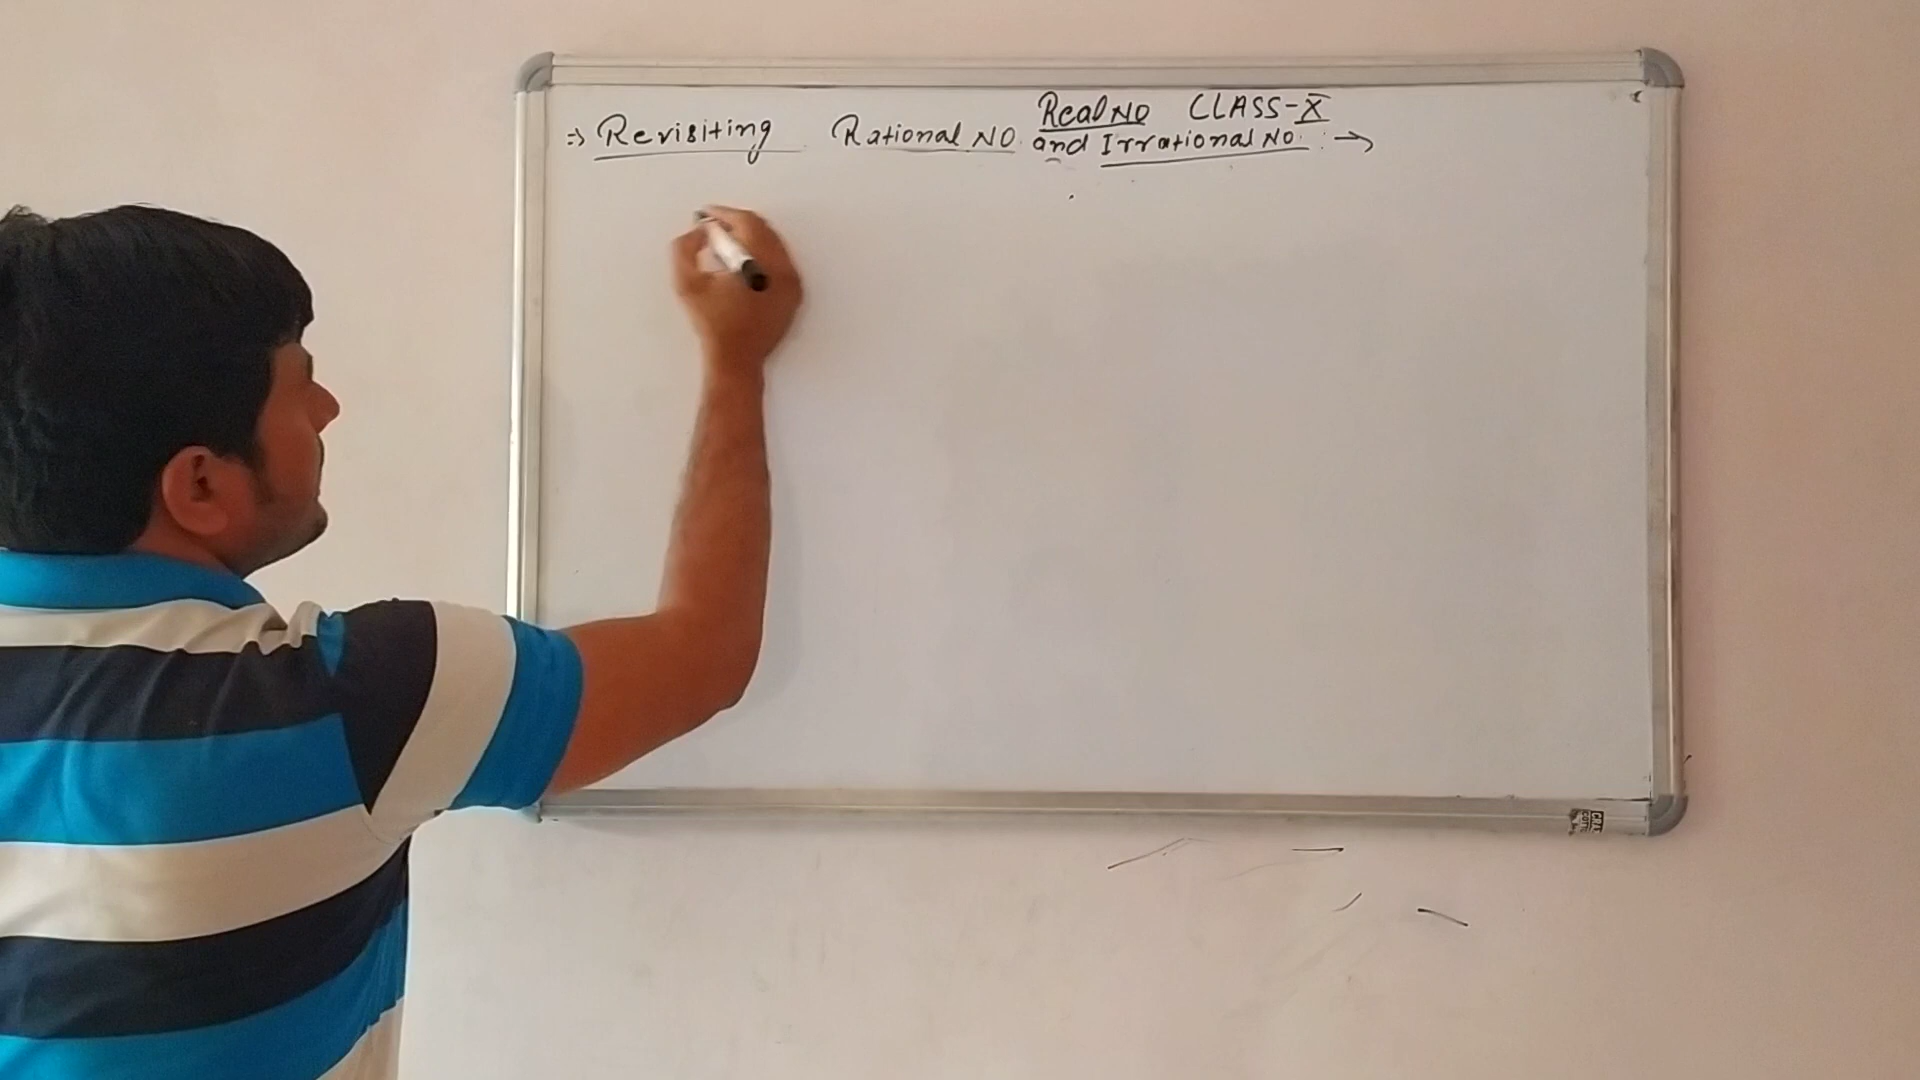 Real NO CLASS-X
⇒ Revisiting Rational NO. and Irrational NO. : →